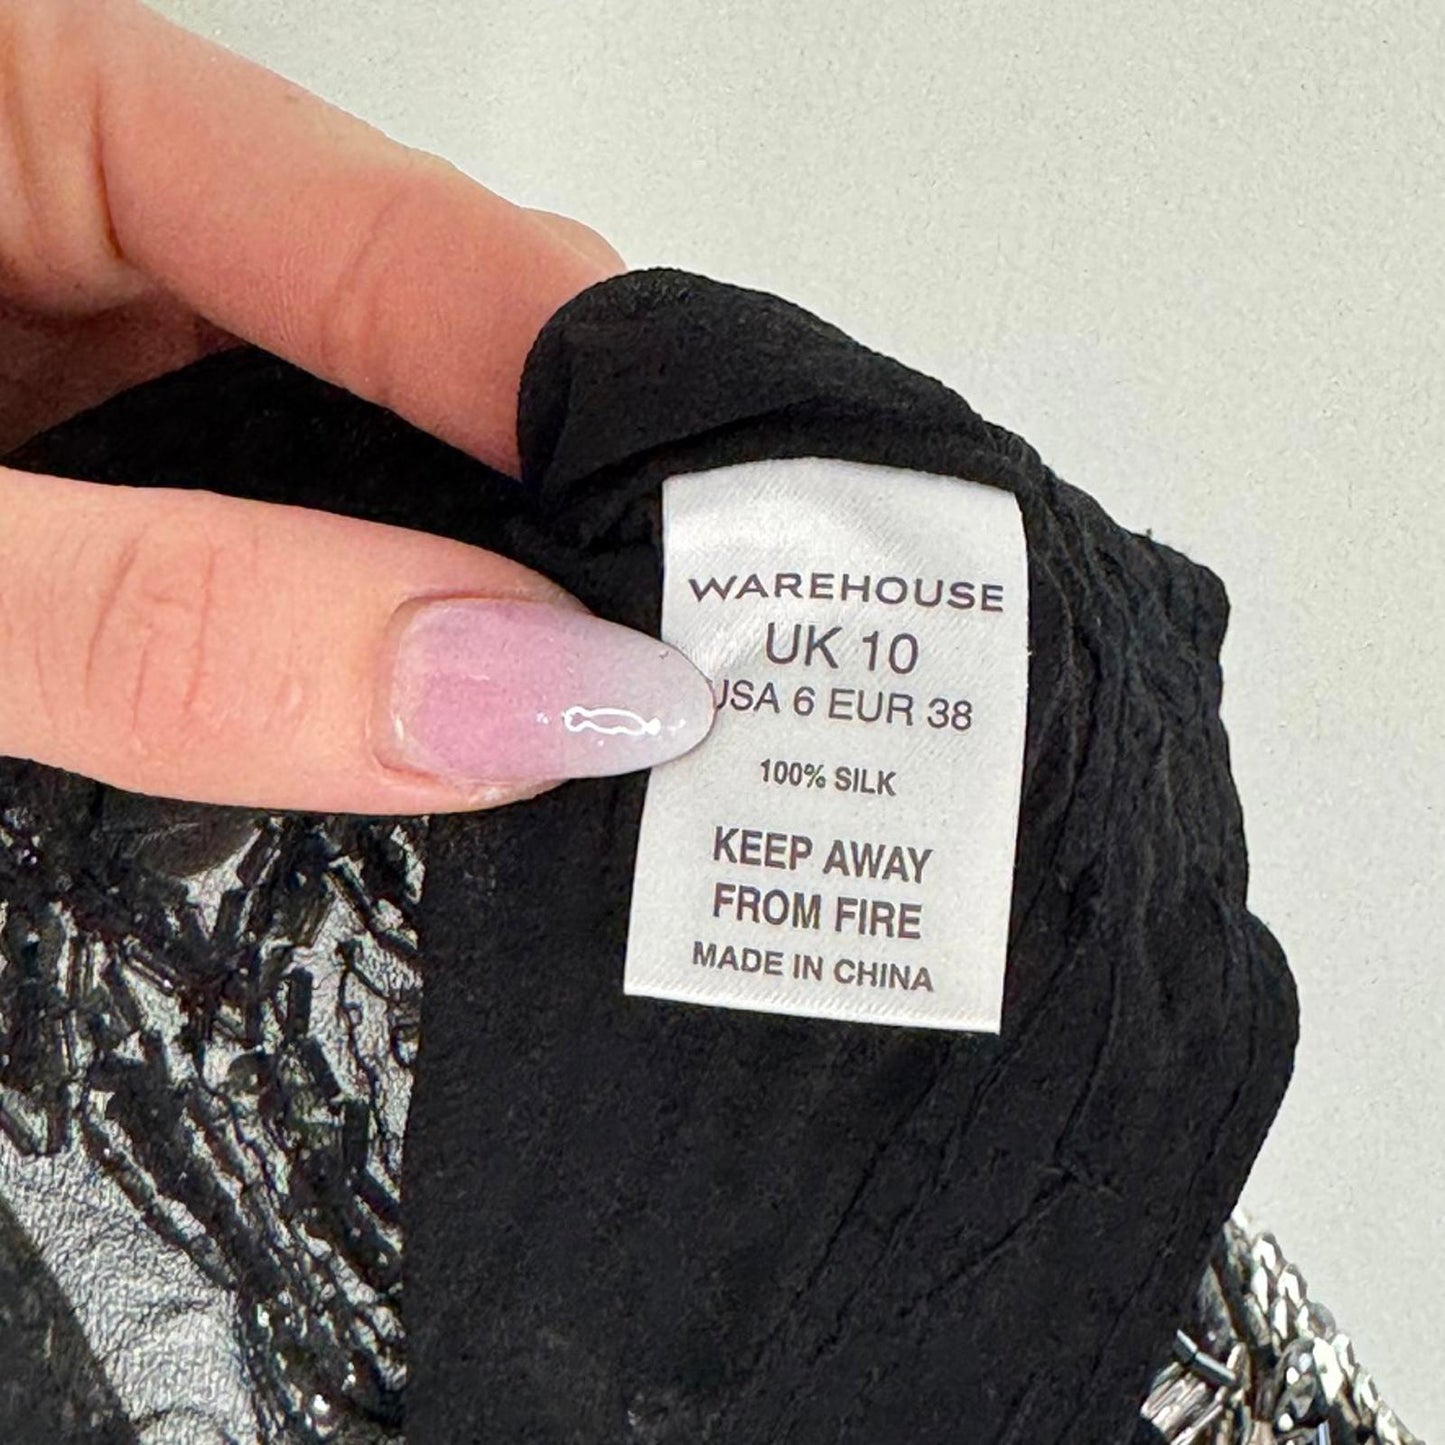 WAREHOUSE
UK 10
USA 6 EUR 38
100% SILK
KEEP AWAY
FROM FIRE
MADE IN CHINA